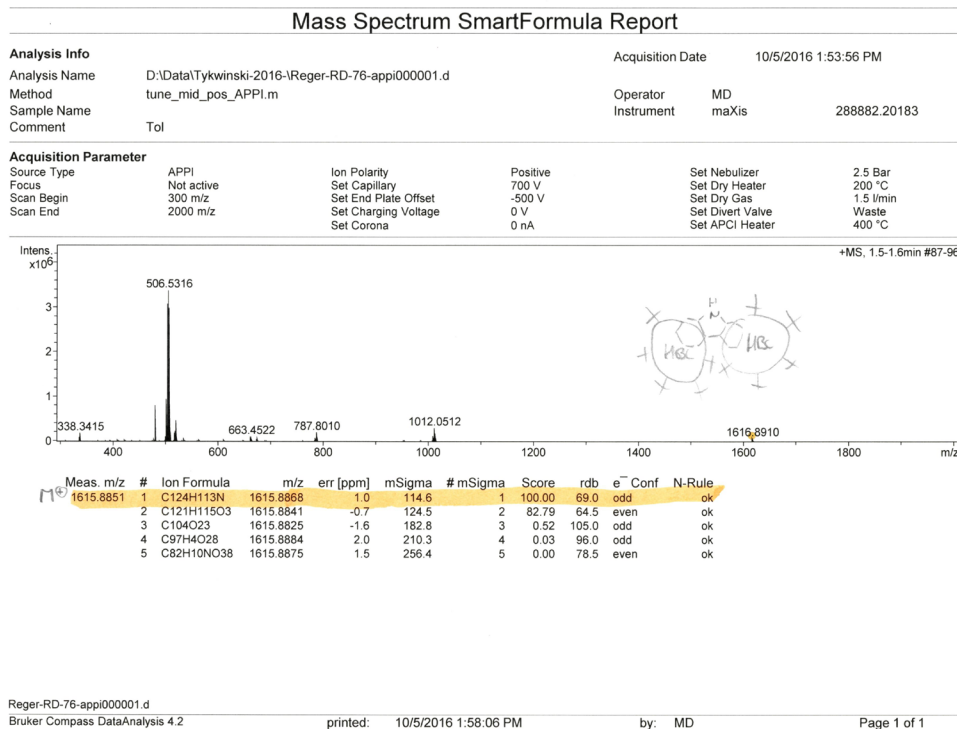 Mass Spectrum SmartFormula Report
Analysis Info
Acquisition Date 10/5/2016 1:53:56 PM
Analysis Name D:\Data\Tykwinski-2016-\Reger-RD-76-appi000001.d
Method tune_mid_pos_APPI.m
Operator MD
Sample Name
Instrument maXis 288882.20183
Comment Tol
Acquisition Parameter
Source Type APPI Ion Polarity Positive Set Nebulizer 2.5 Bar
Focus Not active Set Capillary 700 V Set Dry Heater 200 °C
Scan Begin 300 m/z Set End Plate Offset -500 V Set Dry Gas 1.5 l/min
Scan End 2000 m/z Set Charging Voltage 0 V Set Divert Valve Waste
Set Corona 0 nA Set APCI Heater 400 °C
Intens.
x10⁶
+MS, 1.5-1.6min #87-96
506.5316
3
H
N
HBC HBC
2
1
338.3415
663.4522
787.8010
1012.0512
1616.8910
0
400 600 800 1000 1200 1400 1600 1800 m/z
Meas. m/z # Ion Formula m/z err [ppm] mSigma # mSigma Score rdb e⁻ Conf N-Rule
M⊕ 1615.8851 1 C124H113N 1615.8868 1.0 114.6 1 100.00 69.0 odd ok
2 C121H115O3 1615.8841 -0.7 124.5 2 82.79 64.5 even ok
3 C104O23 1615.8825 -1.6 182.8 3 0.52 105.0 odd ok
4 C97H4O28 1615.8884 2.0 210.3 4 0.03 96.0 odd ok
5 C82H10NO38 1615.8875 1.5 256.4 5 0.00 78.5 even ok
Reger-RD-76-appi000001.d
Bruker Compass DataAnalysis 4.2 printed: 10/5/2016 1:58:06 PM by: MD Page 1 of 1